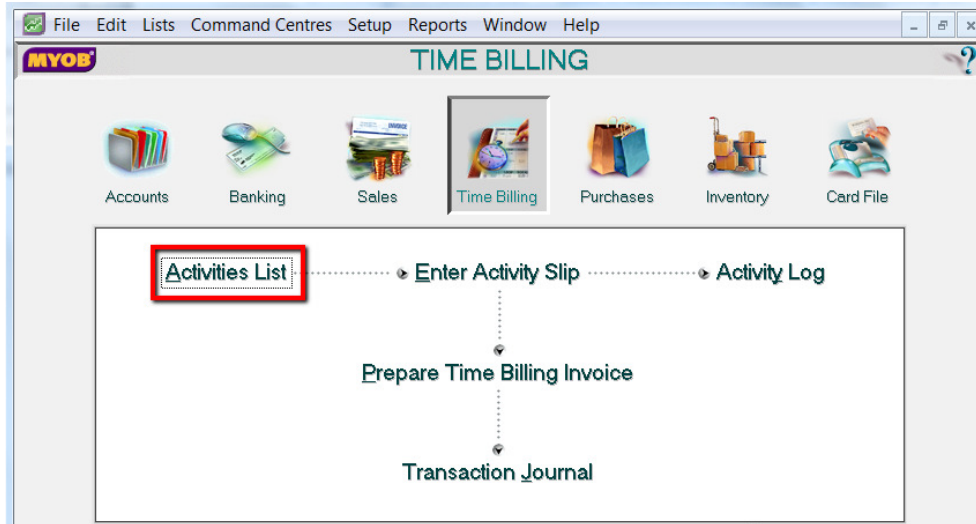 File Edit Lists Command Centres Setup Reports Window Help
MYOB TIME BILLING
Accounts Banking Sales Time Billing Purchases Inventory Card File
Activities List Enter Activity Slip Activity Log
Prepare Time Billing Invoice
Transaction Journal